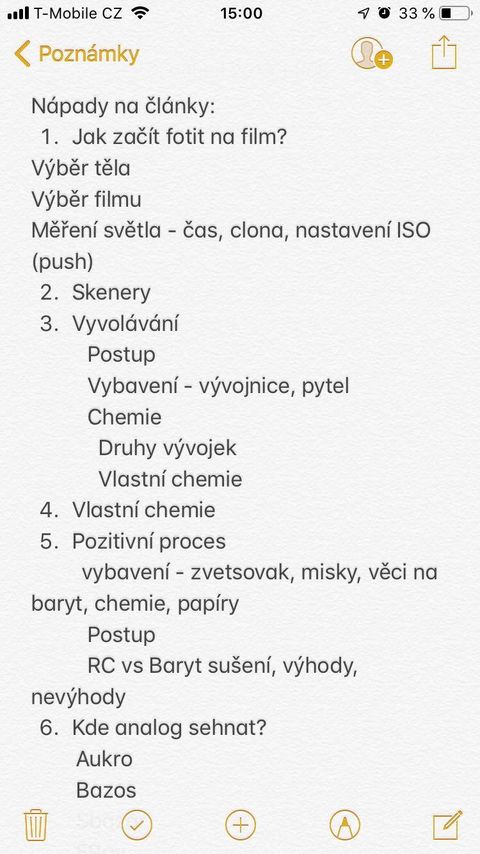 T-Mobile CZ 15:00 33 %
Poznámky
Nápady na články:
1. Jak začít fotit na film?
Výběr těla
Výběr filmu
Měření světla - čas, clona, nastavení ISO
(push)
2. Skenery
3. Vyvolávání
Postup
Vybavení - vývojnice, pytel
Chemie
Druhy vývojek
Vlastní chemie
4. Vlastní chemie
5. Pozitivní proces
vybavení - zvetsovak, misky, věci na
baryt, chemie, papíry
Postup
RC vs Baryt sušení, výhody,
nevýhody
6. Kde analog sehnat?
Aukro
Bazos